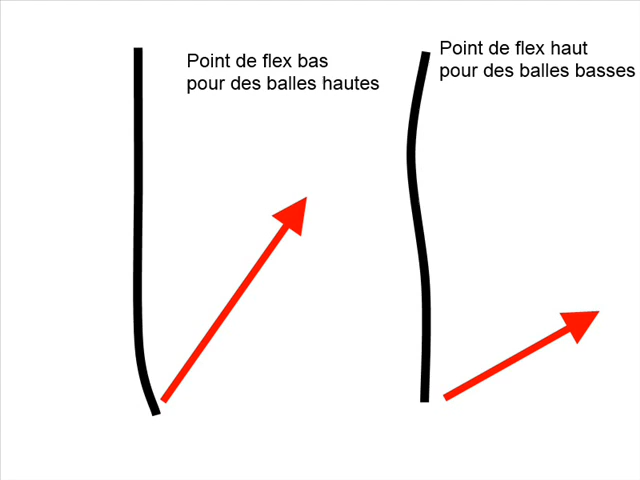 Point de flex bas
pour des balles hautes
Point de flex haut
pour des balles basses